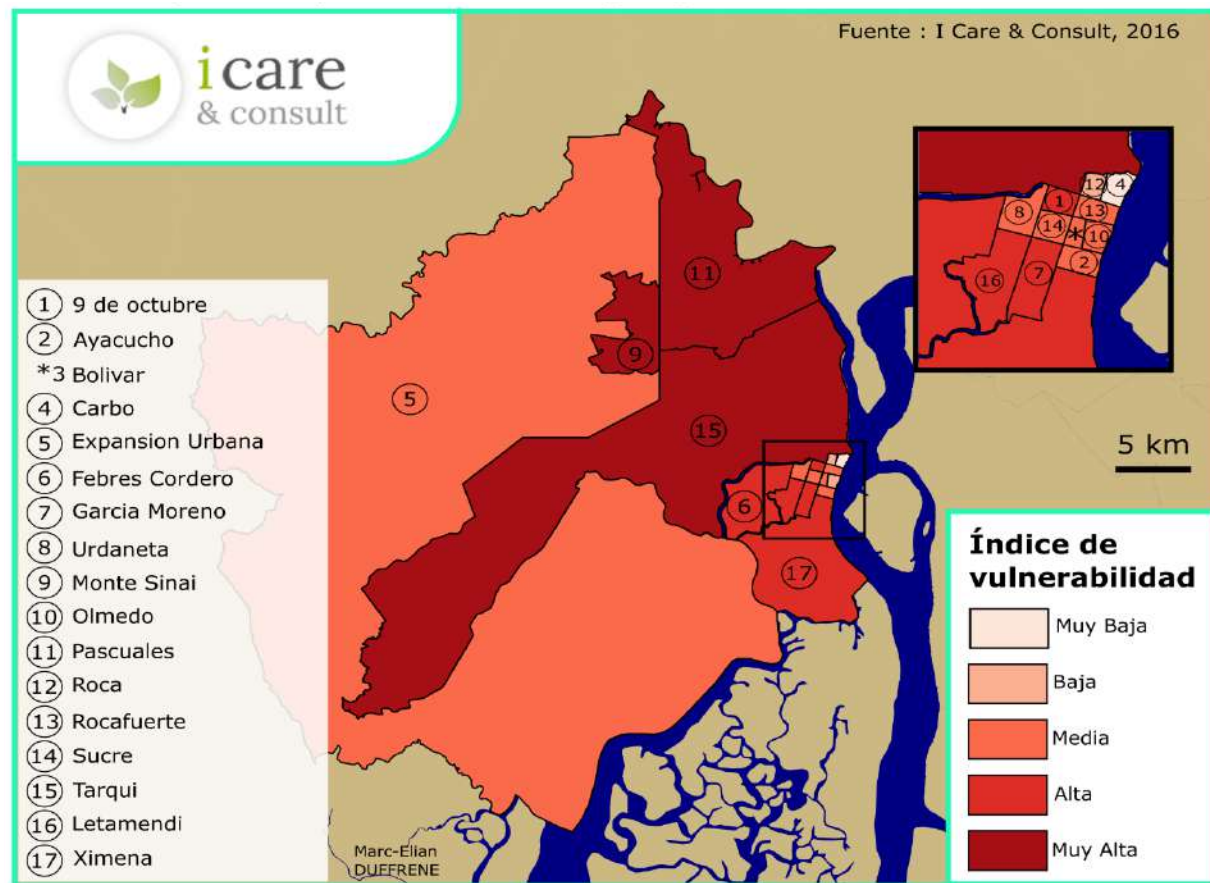 icare
& consult
Fuente : I Care & Consult, 2016
1 9 de octubre
2 Ayacucho
*3 Bolivar
4 Carbo
5 Expansion Urbana
6 Febres Cordero
7 Garcia Moreno
8 Urdaneta
9 Monte Sinai
10 Olmedo
11 Pascuales
12 Roca
13 Rocafuerte
14 Sucre
15 Tarqui
16 Letamendi
17 Ximena
11
9
5
15
6
17
12
4
1
8
13
14
*
10
2
16
7
5 km
Índice de
vulnerabilidad
Muy Baja
Baja
Media
Alta
Muy Alta
Marc-Elian
DUFFRENE